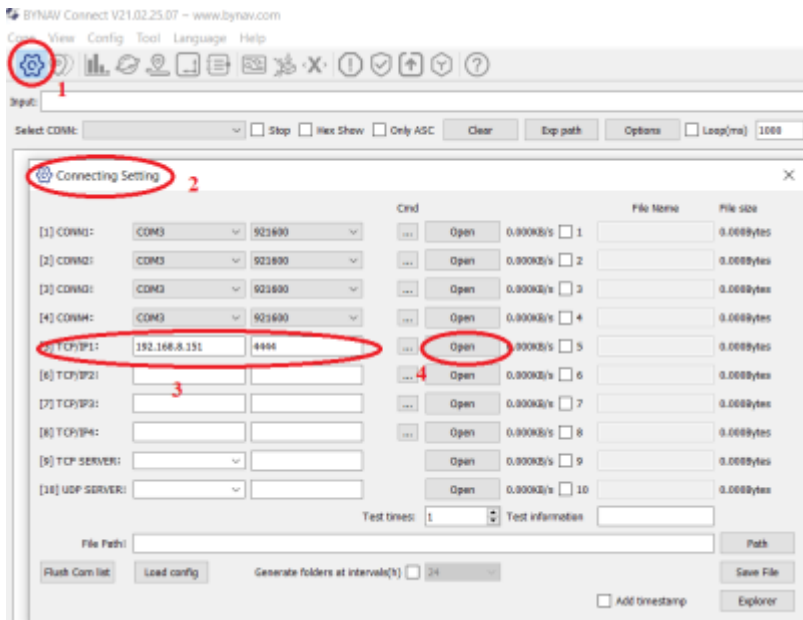 BYNAV Connect V21.02.25.07 - www.bynav.com
Conn View Config Tool Language Help
1
Input:
Select CONN: Stop Hex Show Only ASC Clear Exp path Options Loop(ms) 1000
Connecting Setting 2
Cmd File Name File size
[1] CONN1: COM3 921600 ... Open 0.000KB/s 1 0.000Bytes
[2] CONN2: COM3 921600 ... Open 0.000KB/s 2 0.000Bytes
[3] CONN3: COM3 921600 ... Open 0.000KB/s 3 0.000Bytes
[4] CONN4: COM3 921600 ... Open 0.000KB/s 4 0.000Bytes
[5] TCP/IP1: 192.168.8.151 4444 ... Open 0.000KB/s 5 0.000Bytes
[6] TCP/IP2: ... 4 Open 0.000KB/s 6 0.000Bytes
3
[7] TCP/IP3: ... Open 0.000KB/s 7 0.000Bytes
[8] TCP/IP4: ... Open 0.000KB/s 8 0.000Bytes
[9] TCP SERVER: Open 0.000KB/s 9 0.000Bytes
[10] UDP SERVER: Open 0.000KB/s 10 0.000Bytes
Test times: 1 Test information
File Path: Path
Flush Com list Load config Generate folders at intervals(h) 24 Save File
Add timestamp Explorer